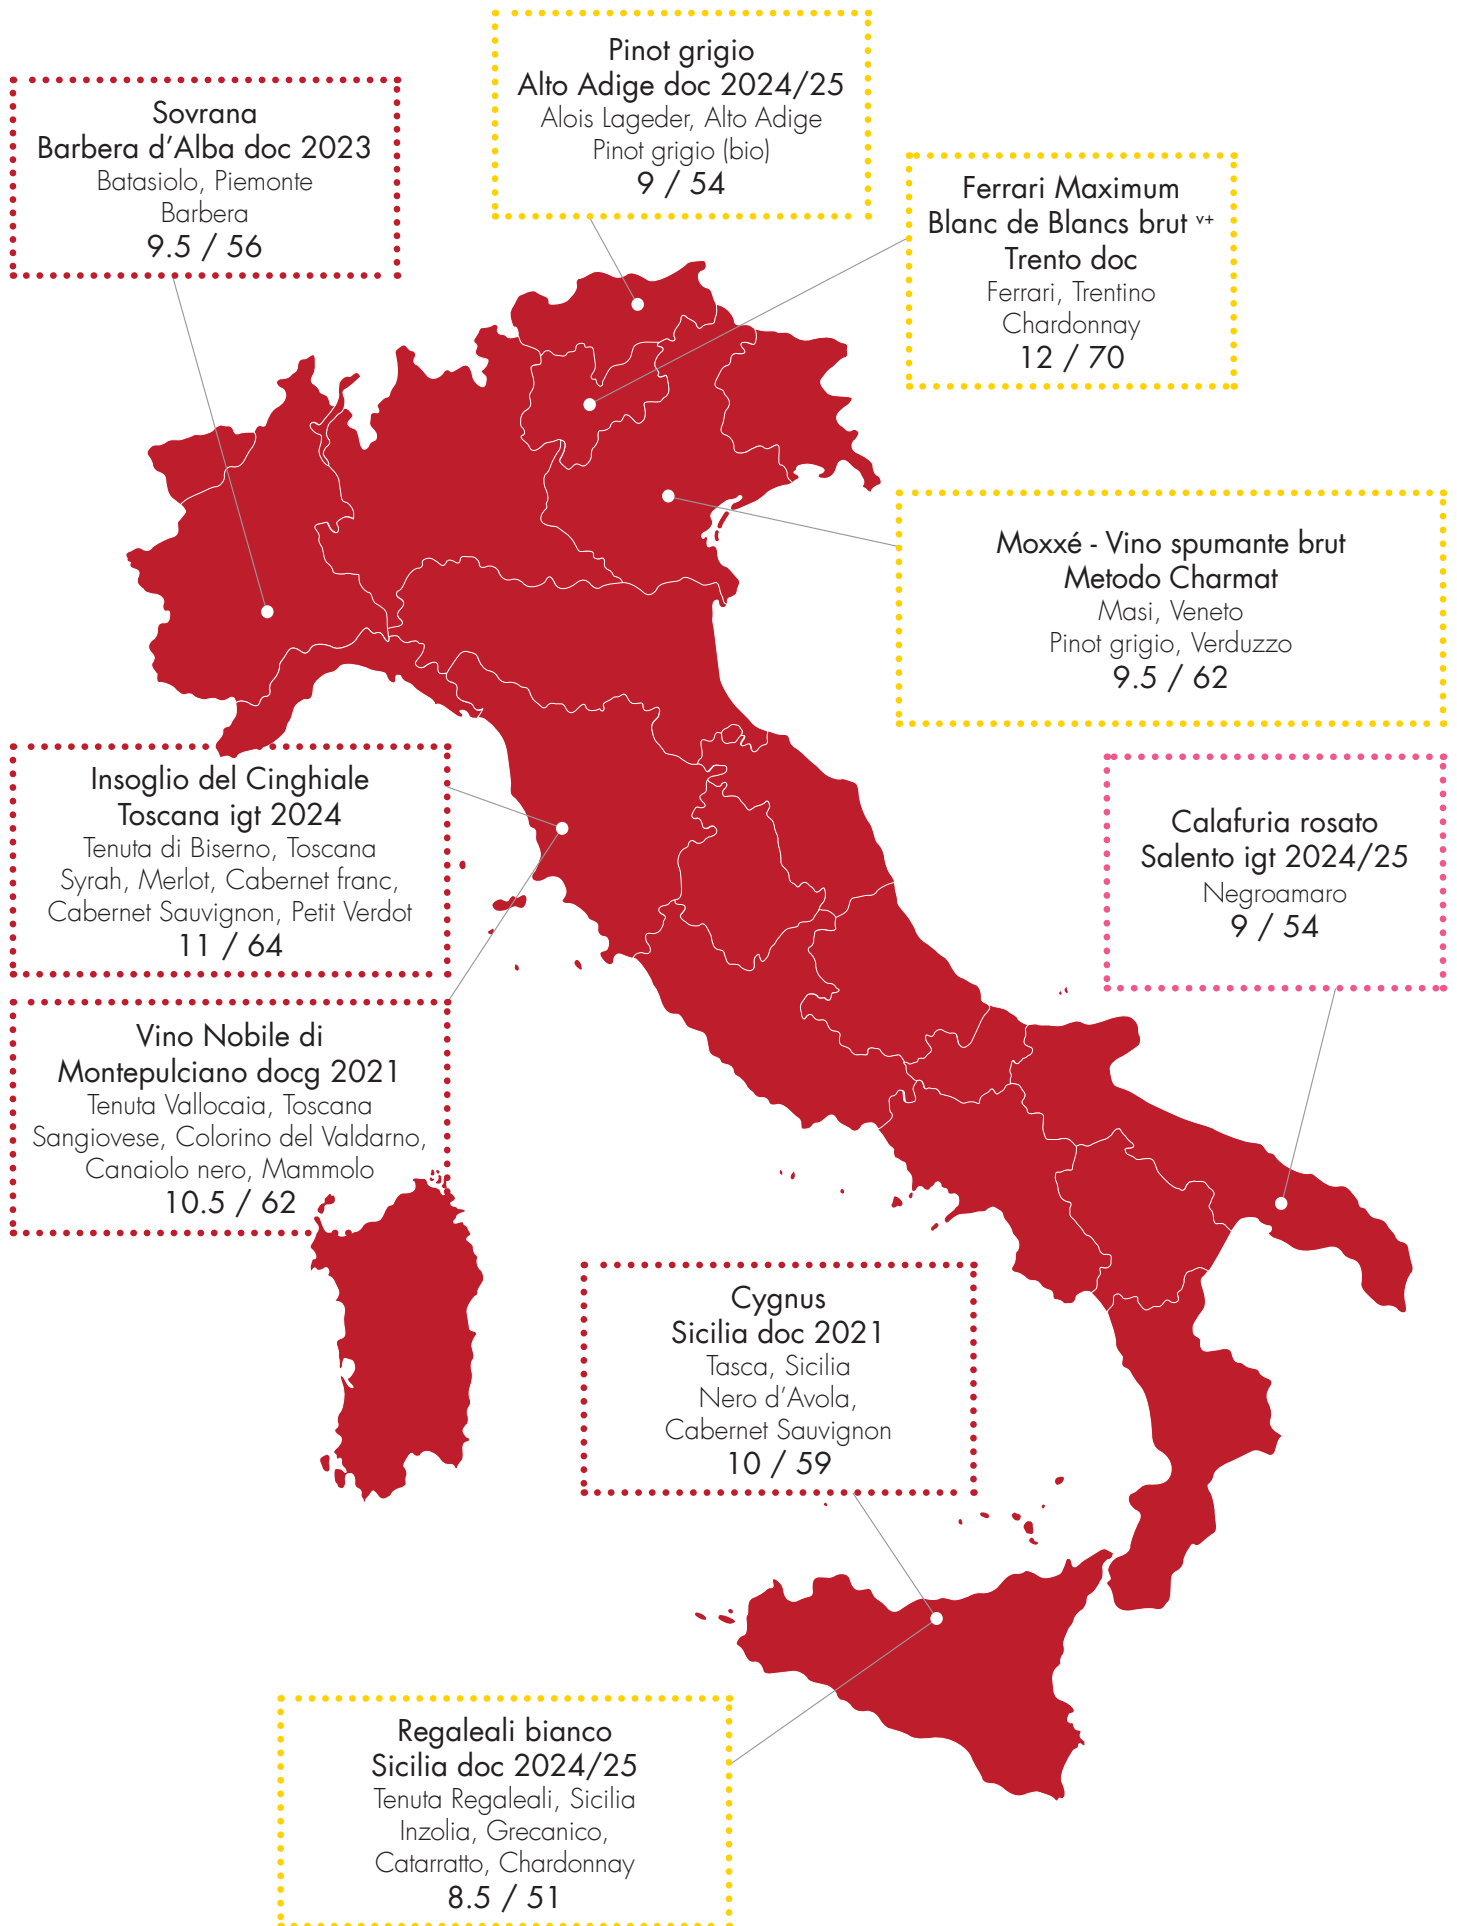 Pinot grigio
Alto Adige doc 2024/25
Alois Lageder, Alto Adige
Pinot grigio (bio)
9 / 54
Sovrana
Barbera d'Alba doc 2023
Batasiolo, Piemonte
Barbera
9.5 / 56
Ferrari Maximum
Blanc de Blancs brut v+
Trento doc
Ferrari, Trentino
Chardonnay
12 / 70
Moxxé - Vino spumante brut
Metodo Charmat
Masi, Veneto
Pinot grigio, Verduzzo
9.5 / 62
Insoglio del Cinghiale
Toscana igt 2024
Tenuta di Biserno, Toscana
Syrah, Merlot, Cabernet franc,
Cabernet Sauvignon, Petit Verdot
11 / 64
Calafuria rosato
Salento igt 2024/25
Negroamaro
9 / 54
Vino Nobile di
Montepulciano docg 2021
Tenuta Vallocaia, Toscana
Sangiovese, Colorino del Valdarno,
Canaiolo nero, Mammolo
10.5 / 62
Cygnus
Sicilia doc 2021
Tasca, Sicilia
Nero d'Avola,
Cabernet Sauvignon
10 / 59
Regaleali bianco
Sicilia doc 2024/25
Tenuta Regaleali, Sicilia
Inzolia, Grecanico,
Catarratto, Chardonnay
8.5 / 51